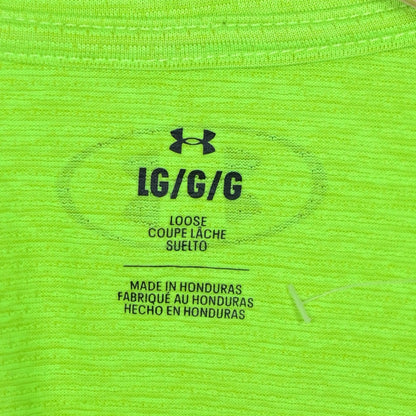 LG/G/G
LOOSE
COUPE LÂCHE
SUELTO
MADE IN HONDURAS
FABRIQUÉ AU HONDURAS
HECHO EN HONDURAS